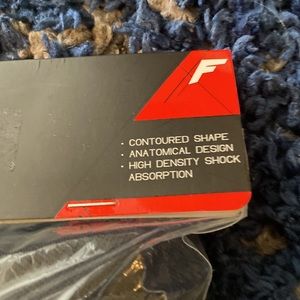 F
· CONTOURED SHAPE
· ANATOMICAL DESIGN
· HIGH DENSITY SHOCK
ABSORPTION